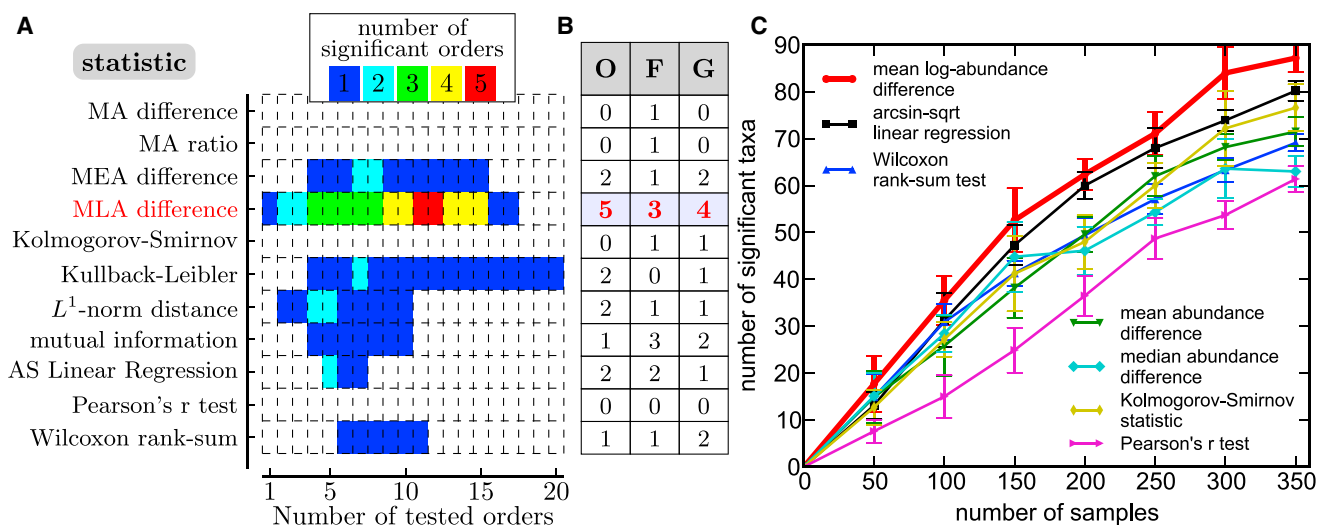 A
statistic
number of
significant orders
1 2 3 4 5
MA difference
MA ratio
MEA difference
MLA difference
Kolmogorov-Smirnov
Kullback-Leibler
L¹-norm distance
mutual information
AS Linear Regression
Pearson's r test
Wilcoxon rank-sum
1 5 10 15 20
Number of tested orders
B
O F G
0 1 0
0 1 0
2 1 2
5 3 4
0 1 1
2 0 1
2 1 1
1 3 2
2 2 1
0 0 0
1 1 2
C
number of significant taxa
90
80
70
60
50
40
30
20
10
0
mean log-abundance
difference
arcsin-sqrt
linear regression
Wilcoxon
rank-sum test
mean abundance
difference
median abundance
difference
Kolmogorov-Smirnov
statistic
Pearson's r test
50 100 150 200 250 300 350
number of samples